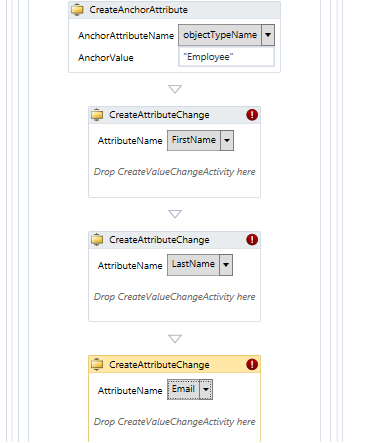 CreateAnchorAttribute
AnchorAttributeName objectTypeName
AnchorValue "Employee"
CreateAttributeChange
AttributeName FirstName
Drop CreateValueChangeActivity here
CreateAttributeChange
AttributeName LastName
Drop CreateValueChangeActivity here
CreateAttributeChange
AttributeName Email
Drop CreateValueChangeActivity here